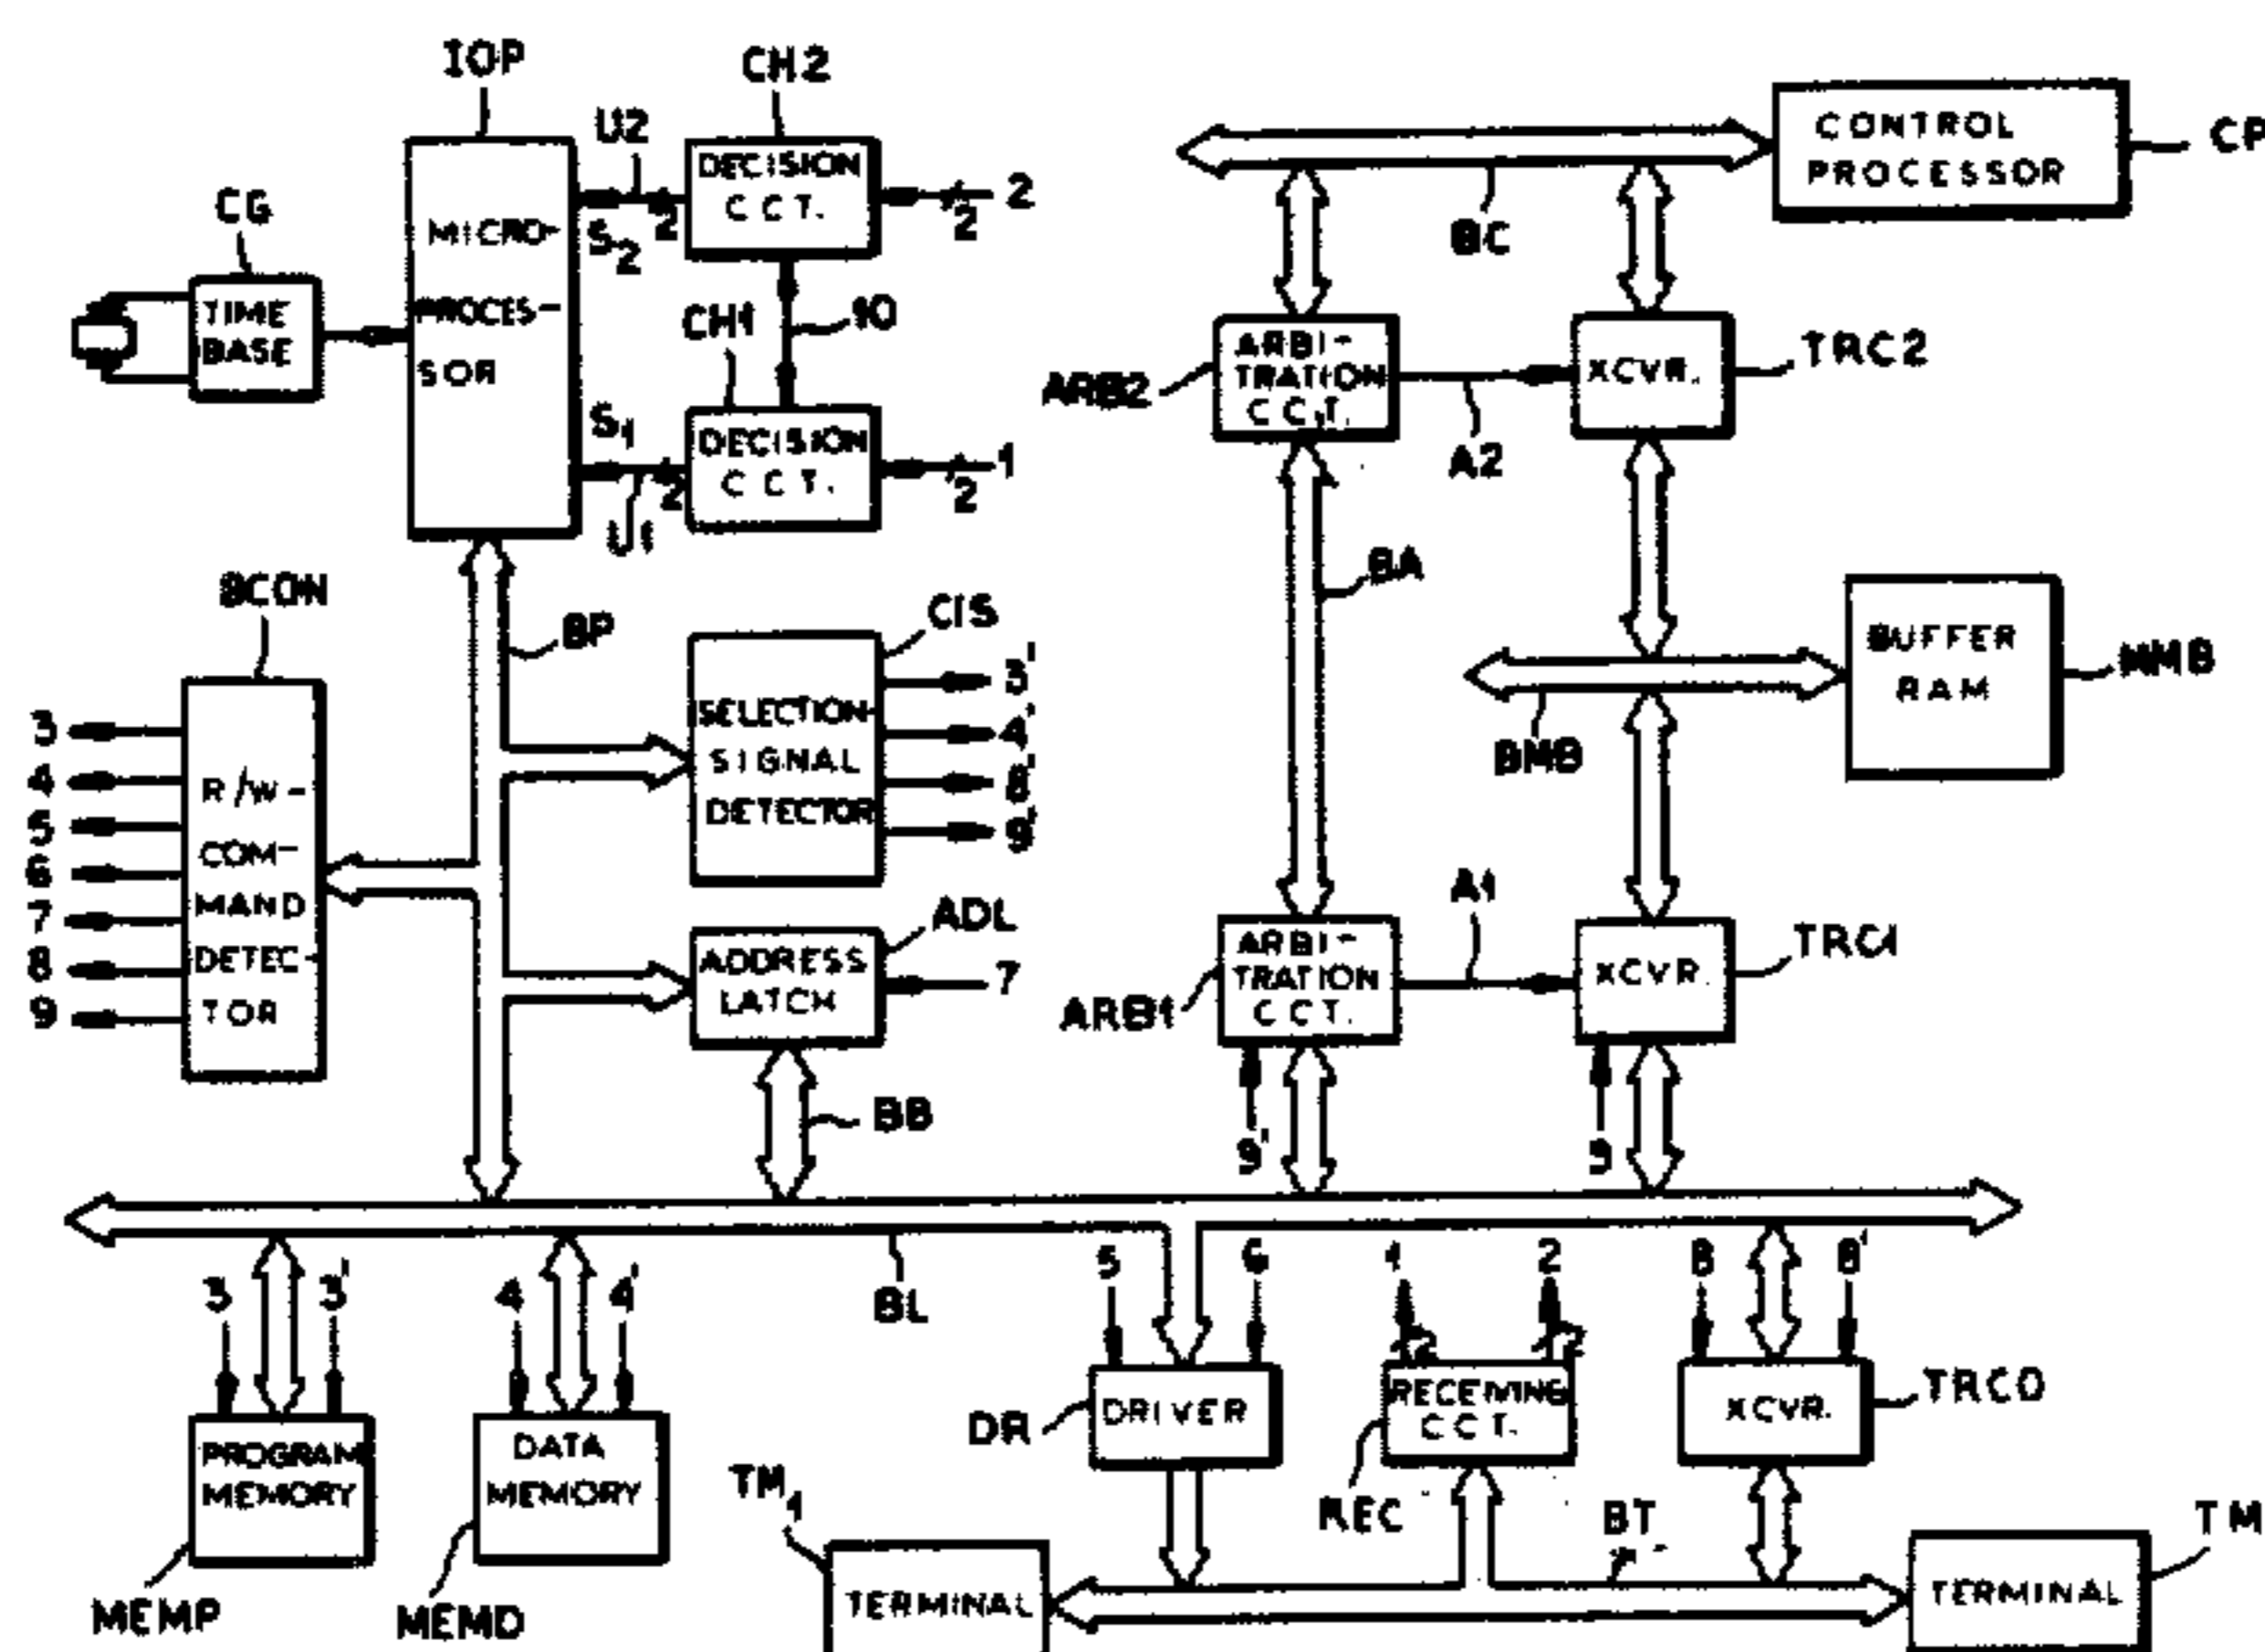 IOP
CH2
U2
DECISION
CCT.
2
2
2
S2
CONTROL
PROCESSOR
CP
BC
CG
TIME
BASE
MICRO-
PROCES-
SOR
10
CH1
S1
DECISION
CCT.
1
2
2
U1
ARBI-
TRATION
CCT.
ARB2
A2
XCVR.
TRC2
BA
BCON
BP
CIS
SELECTION-
SIGNAL
DETECTOR
3'
4'
8'
9'
BUFFER
RAM
MMB
BMB
3
4
5
6
7
8
9
R/W-
COM-
MAND
DETEC-
TOR
ADL
ADDRESS
LATCH
7
BB
ARBI-
TRATION
CCT.
ARB1
A1
XCVR.
TRC1
9'
9
BL
3
3'
4
4'
5
6
1
2
2
2
8
8'
PROGRAM
MEMORY
MEMP
DATA
MEMORY
MEMD
DRIVER
DR
RECEIVING
CCT.
REC
XCVR.
TRC0
TM1
TERMINAL
BT
TERMINAL
TM